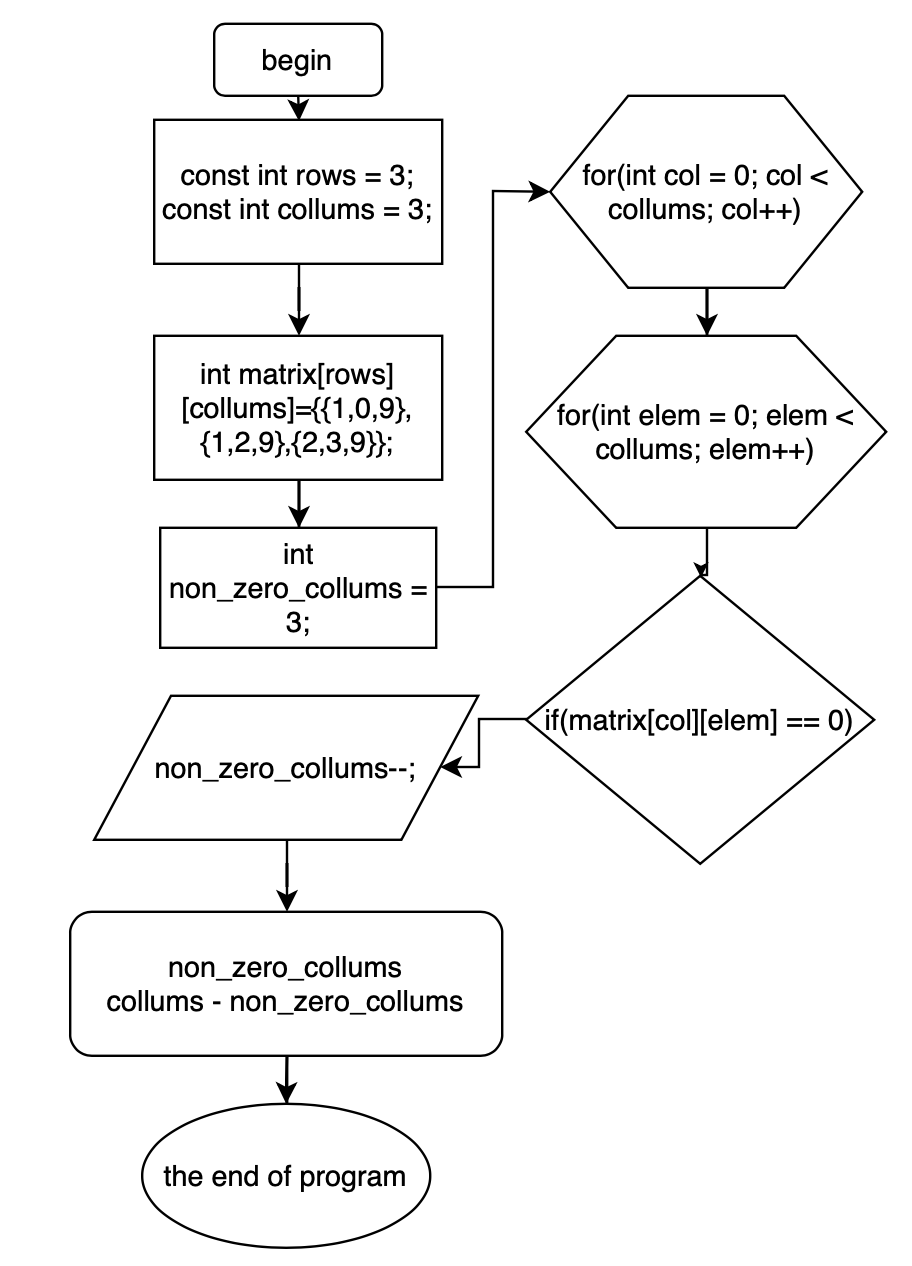 begin
const int rows = 3;
const int collums = 3;
int matrix[rows]
[collums]={{1,0,9},
{1,2,9},{2,3,9}};
int
non_zero_collums =
3;
for(int col = 0; col <
collums; col++)
for(int elem = 0; elem <
collums; elem++)
if(matrix[col][elem] == 0)
non_zero_collums--;
non_zero_collums
collums - non_zero_collums
the end of program